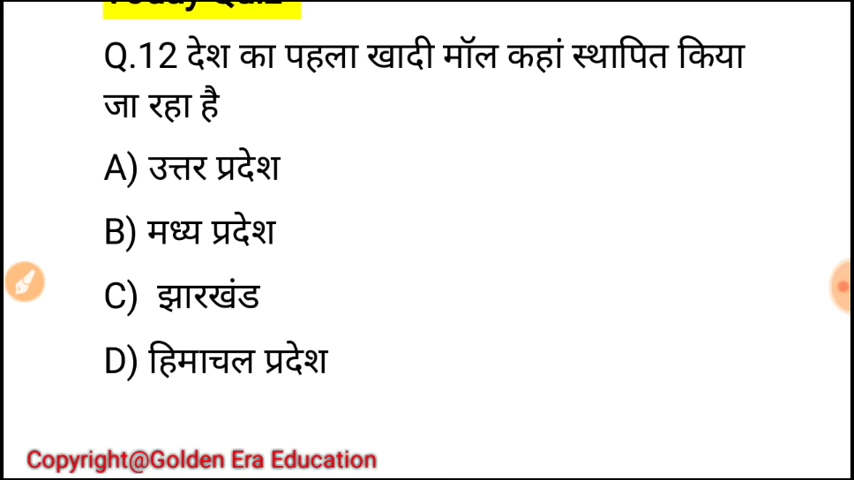 Q.12 देश का पहला खादी मॉल कहां स्थापित किया
जा रहा है
A) उत्तर प्रदेश
B) मध्य प्रदेश
C) झारखंड
D) हिमाचल प्रदेश
Copyright@Golden Era Education